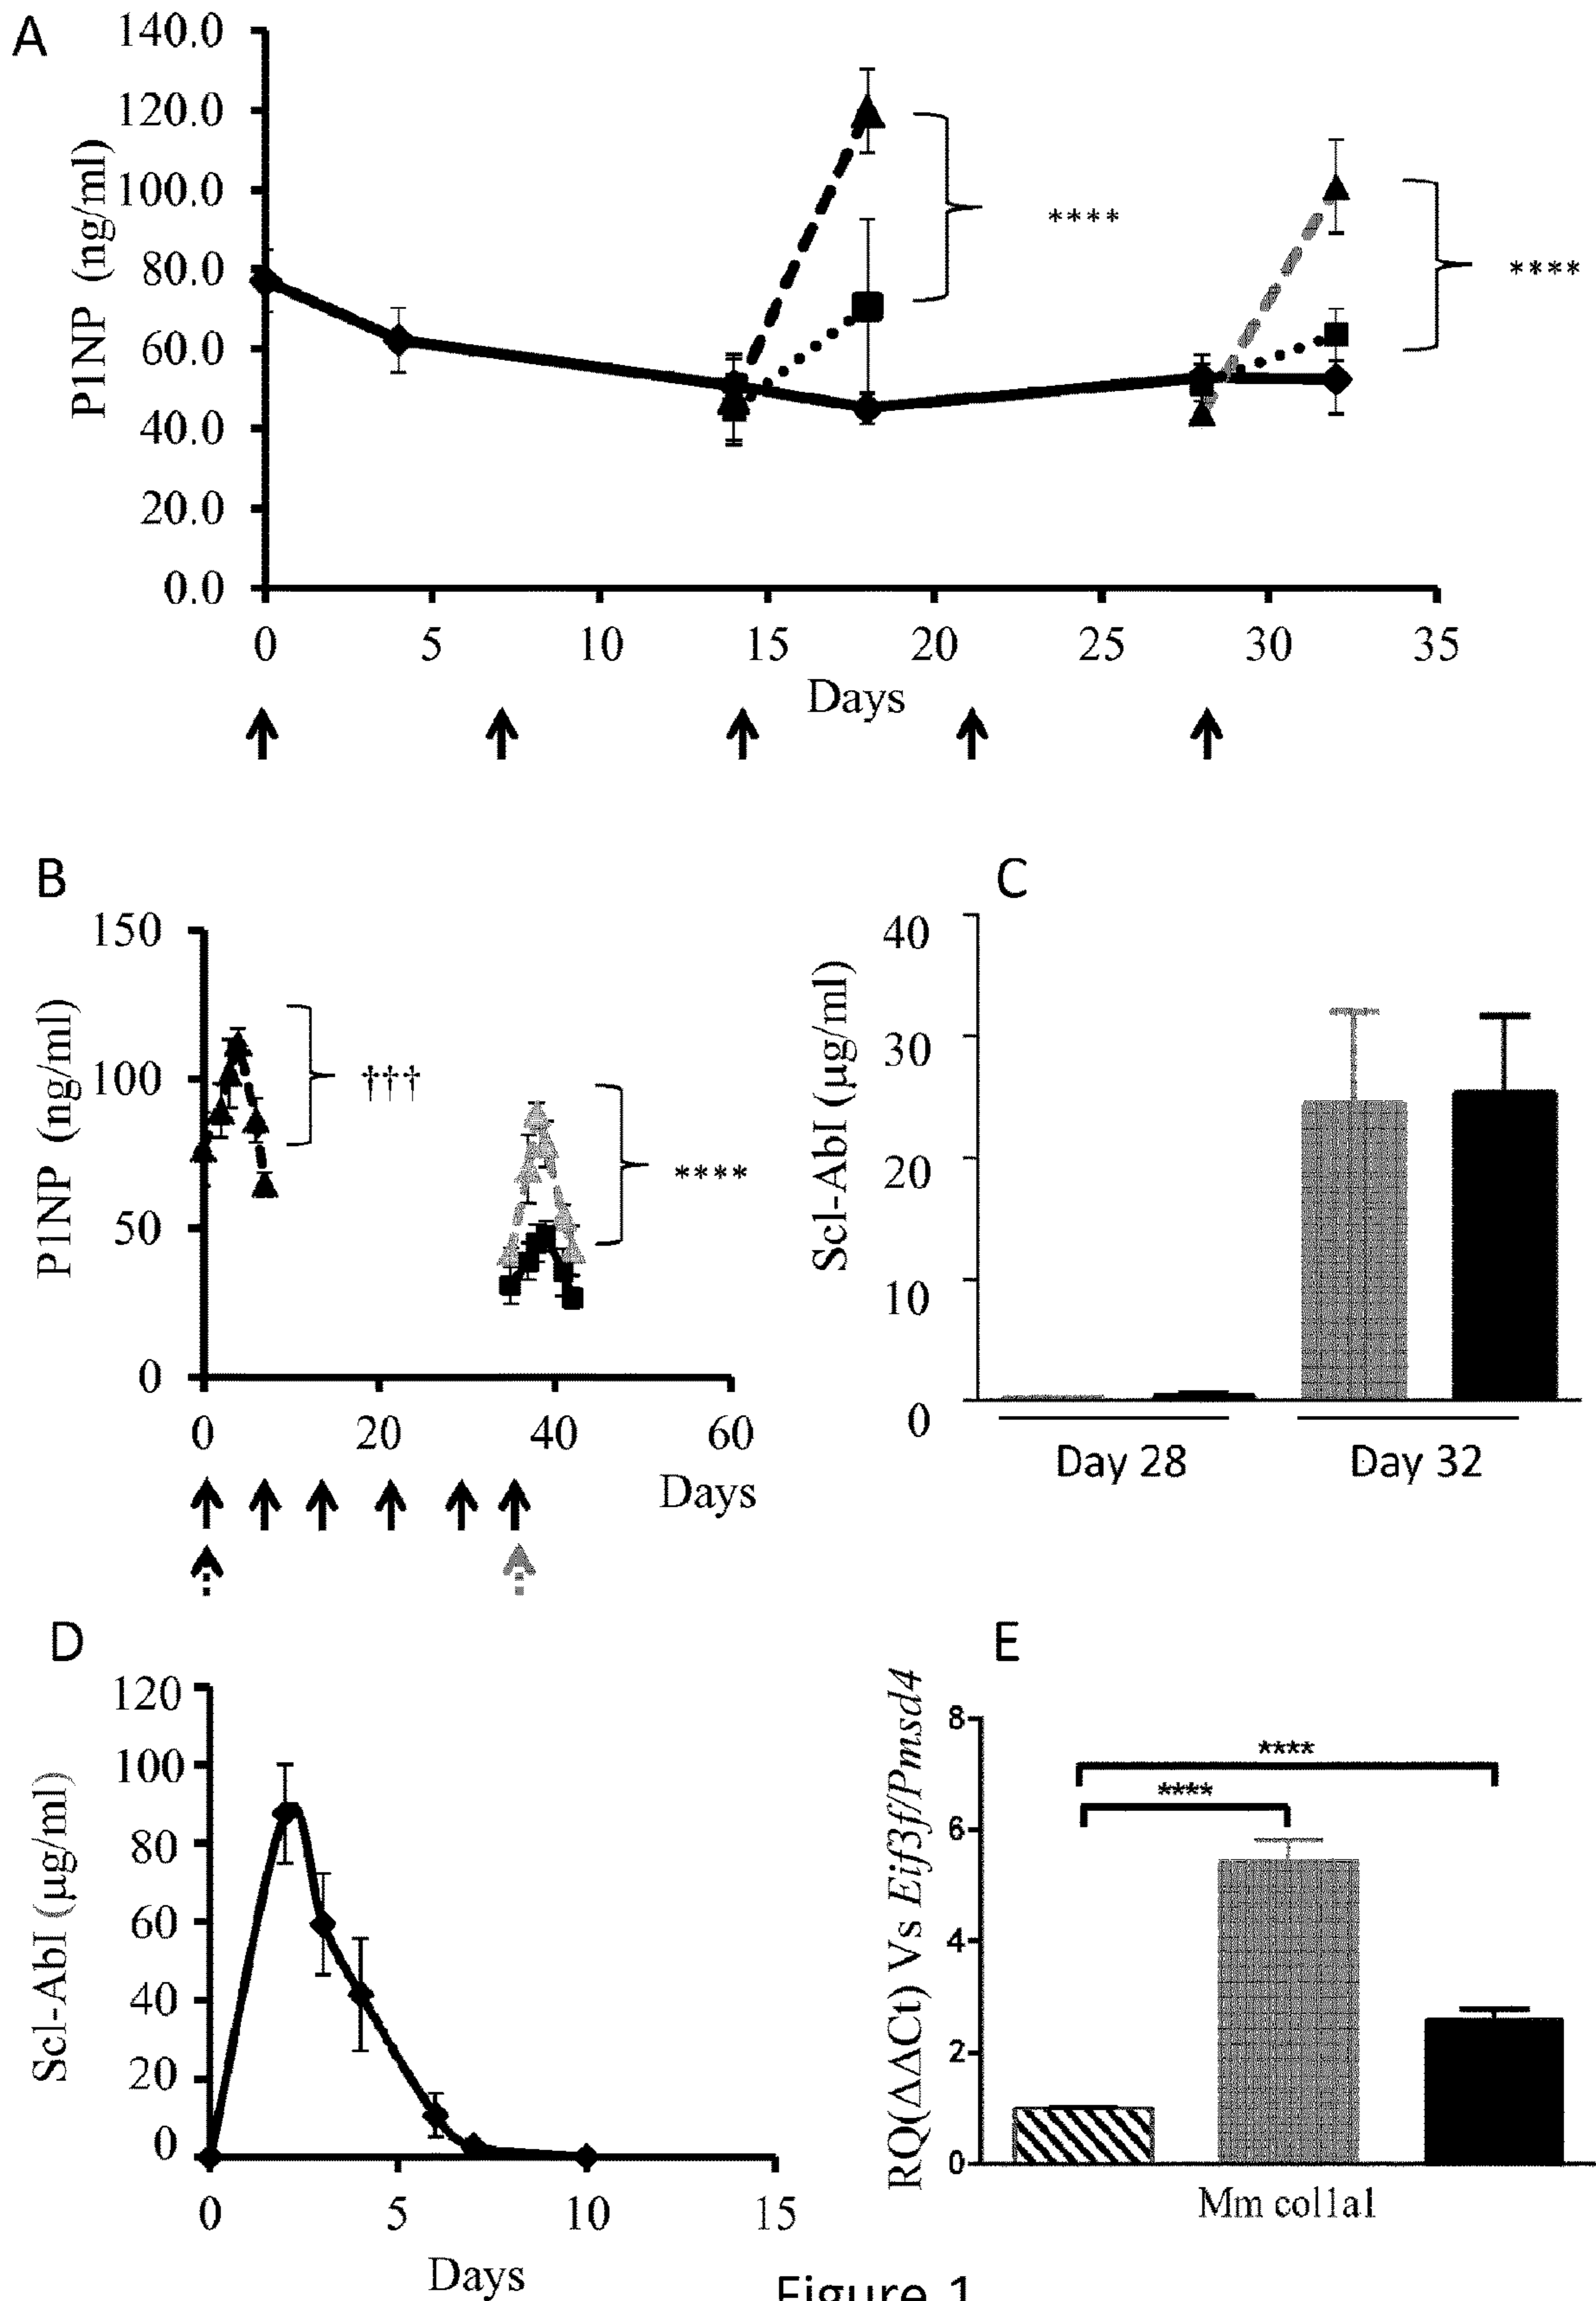 A
140.0
120.0
100.0
80.0
60.0
40.0
20.0
0.0
P1NP (ng/ml)
****
****
0 5 10 15 20 25 30 35
Days
B
150
100
50
0
P1NP (ng/ml)
†††
****
0 20 40 60
Days
C
40
30
20
10
0
Scl-AbI (µg/ml)
Day 28 Day 32
D
120
100
80
60
40
20
0
Scl-AbI (µg/ml)
0 5 10 15
Days
E
8
6
4
2
0
RQ(ΔΔCt) Vs Eif3f/Pmsd4
****
****
Mm col1a1
Figure 1